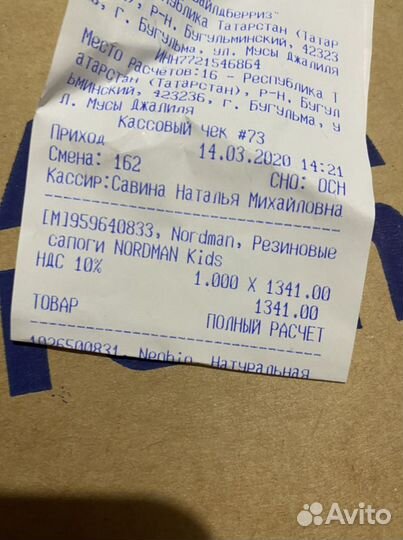 айлдберриз"
публика Татарстан (Татар
), р-н. Бугульминский, 42323
, г. Бугульма, ул. Мусы Джалиля
ИНН7721546864
Место расчетов:16 - Республика Т
атарстан (Татарстан), р-н. Бугул
ьминский, 423236, г. Бугульма, у
л. Мусы Джалиля
Кассовый чек #73
Приход 14.03.2020 14:21
Смена: 162 СНО: ОСН
Кассир:Савина Наталья Михайловна
[М]959640833, Nordman, Резиновые
сапоги NORDMAN Kids
НДС 10% 1.000 X 1341.00
1341.00
ТОВАР ПОЛНЫЙ РАСЧЕТ
1026500831, Neobio, Натуральная
Avito